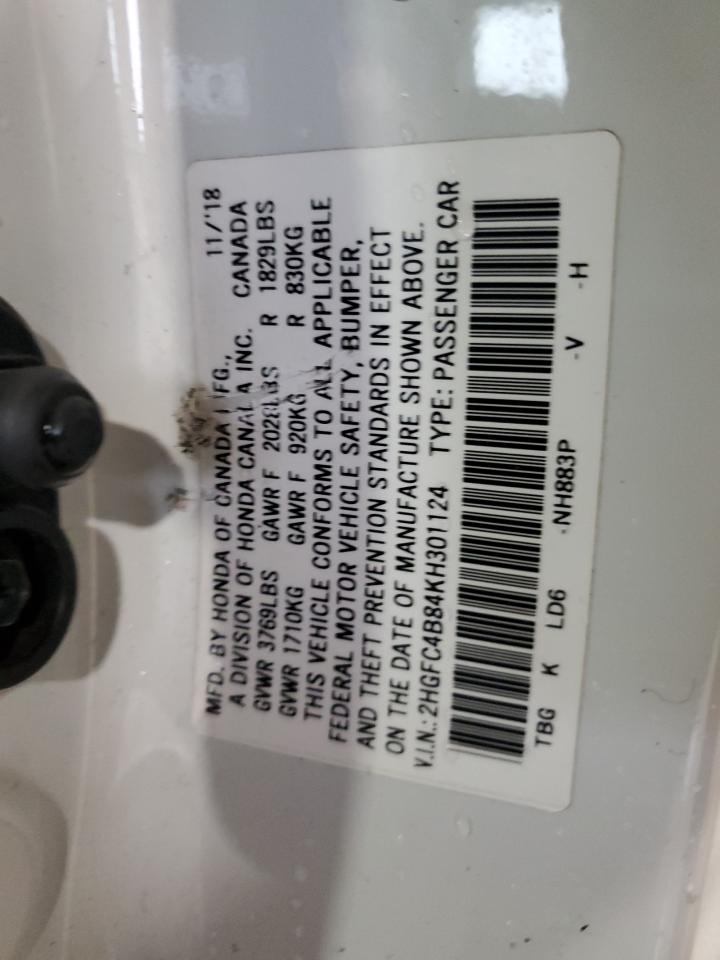 11/'18
MFD. BY HONDA OF CANADA MFG.,
A DIVISION OF HONDA CANADA INC. CANADA
GVWR 3769LBS GAWR F 2028LBS R 1829LBS
GVWR 1710KG GAWR F 920KG R 830KG
THIS VEHICLE CONFORMS TO ALL APPLICABLE
FEDERAL MOTOR VEHICLE SAFETY, BUMPER,
AND THEFT PREVENTION STANDARDS IN EFFECT
ON THE DATE OF MANUFACTURE SHOWN ABOVE.
V.I.N.: 2HGFC4B84KH301124 TYPE: PASSENGER CAR
TBG K LD6 -NH883P -V -H